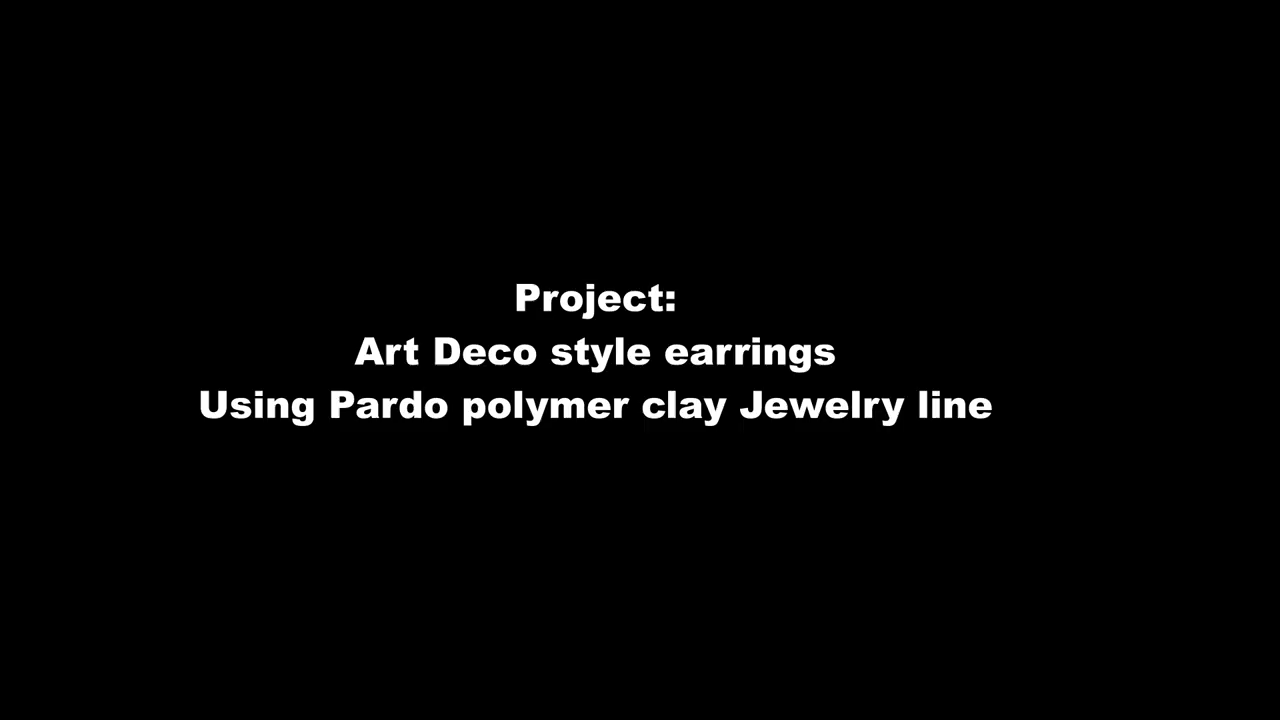 Project:
Art Deco style earrings
Using Pardo polymer clay Jewelry line